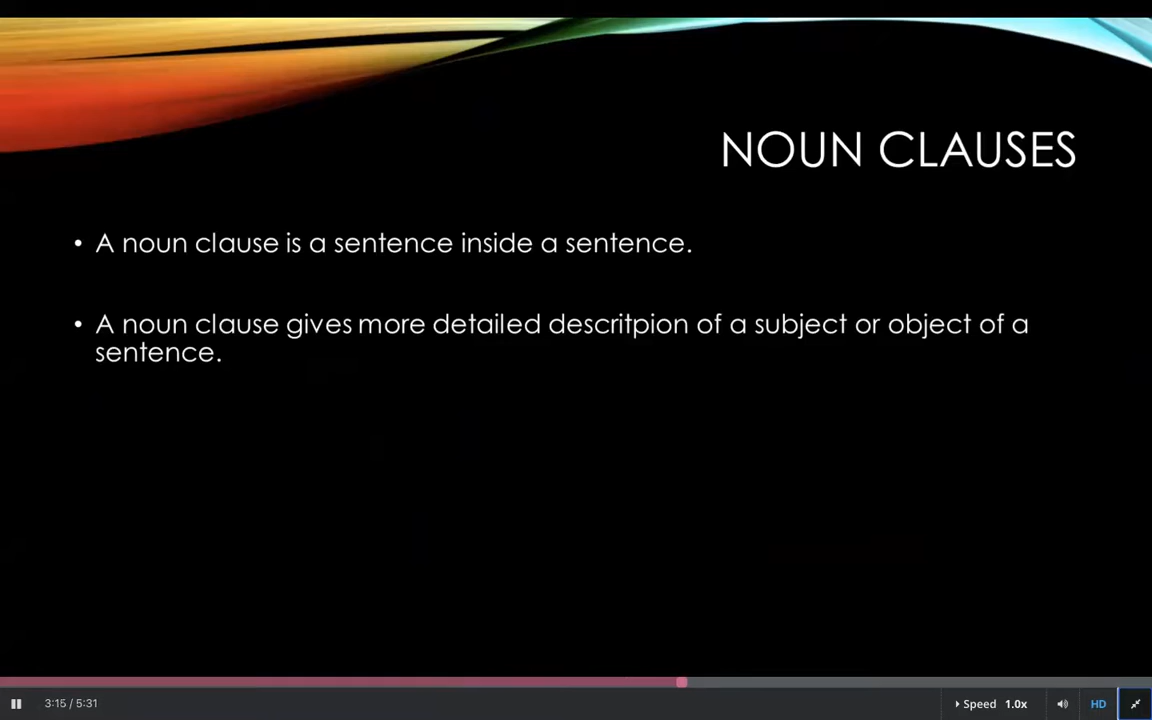 NOUN CLAUSES
• A noun clause is a sentence inside a sentence.
• A noun clause gives more detailed descritpion of a subject or object of a
sentence.
3:15 / 5:31
Speed 1.0x
HD